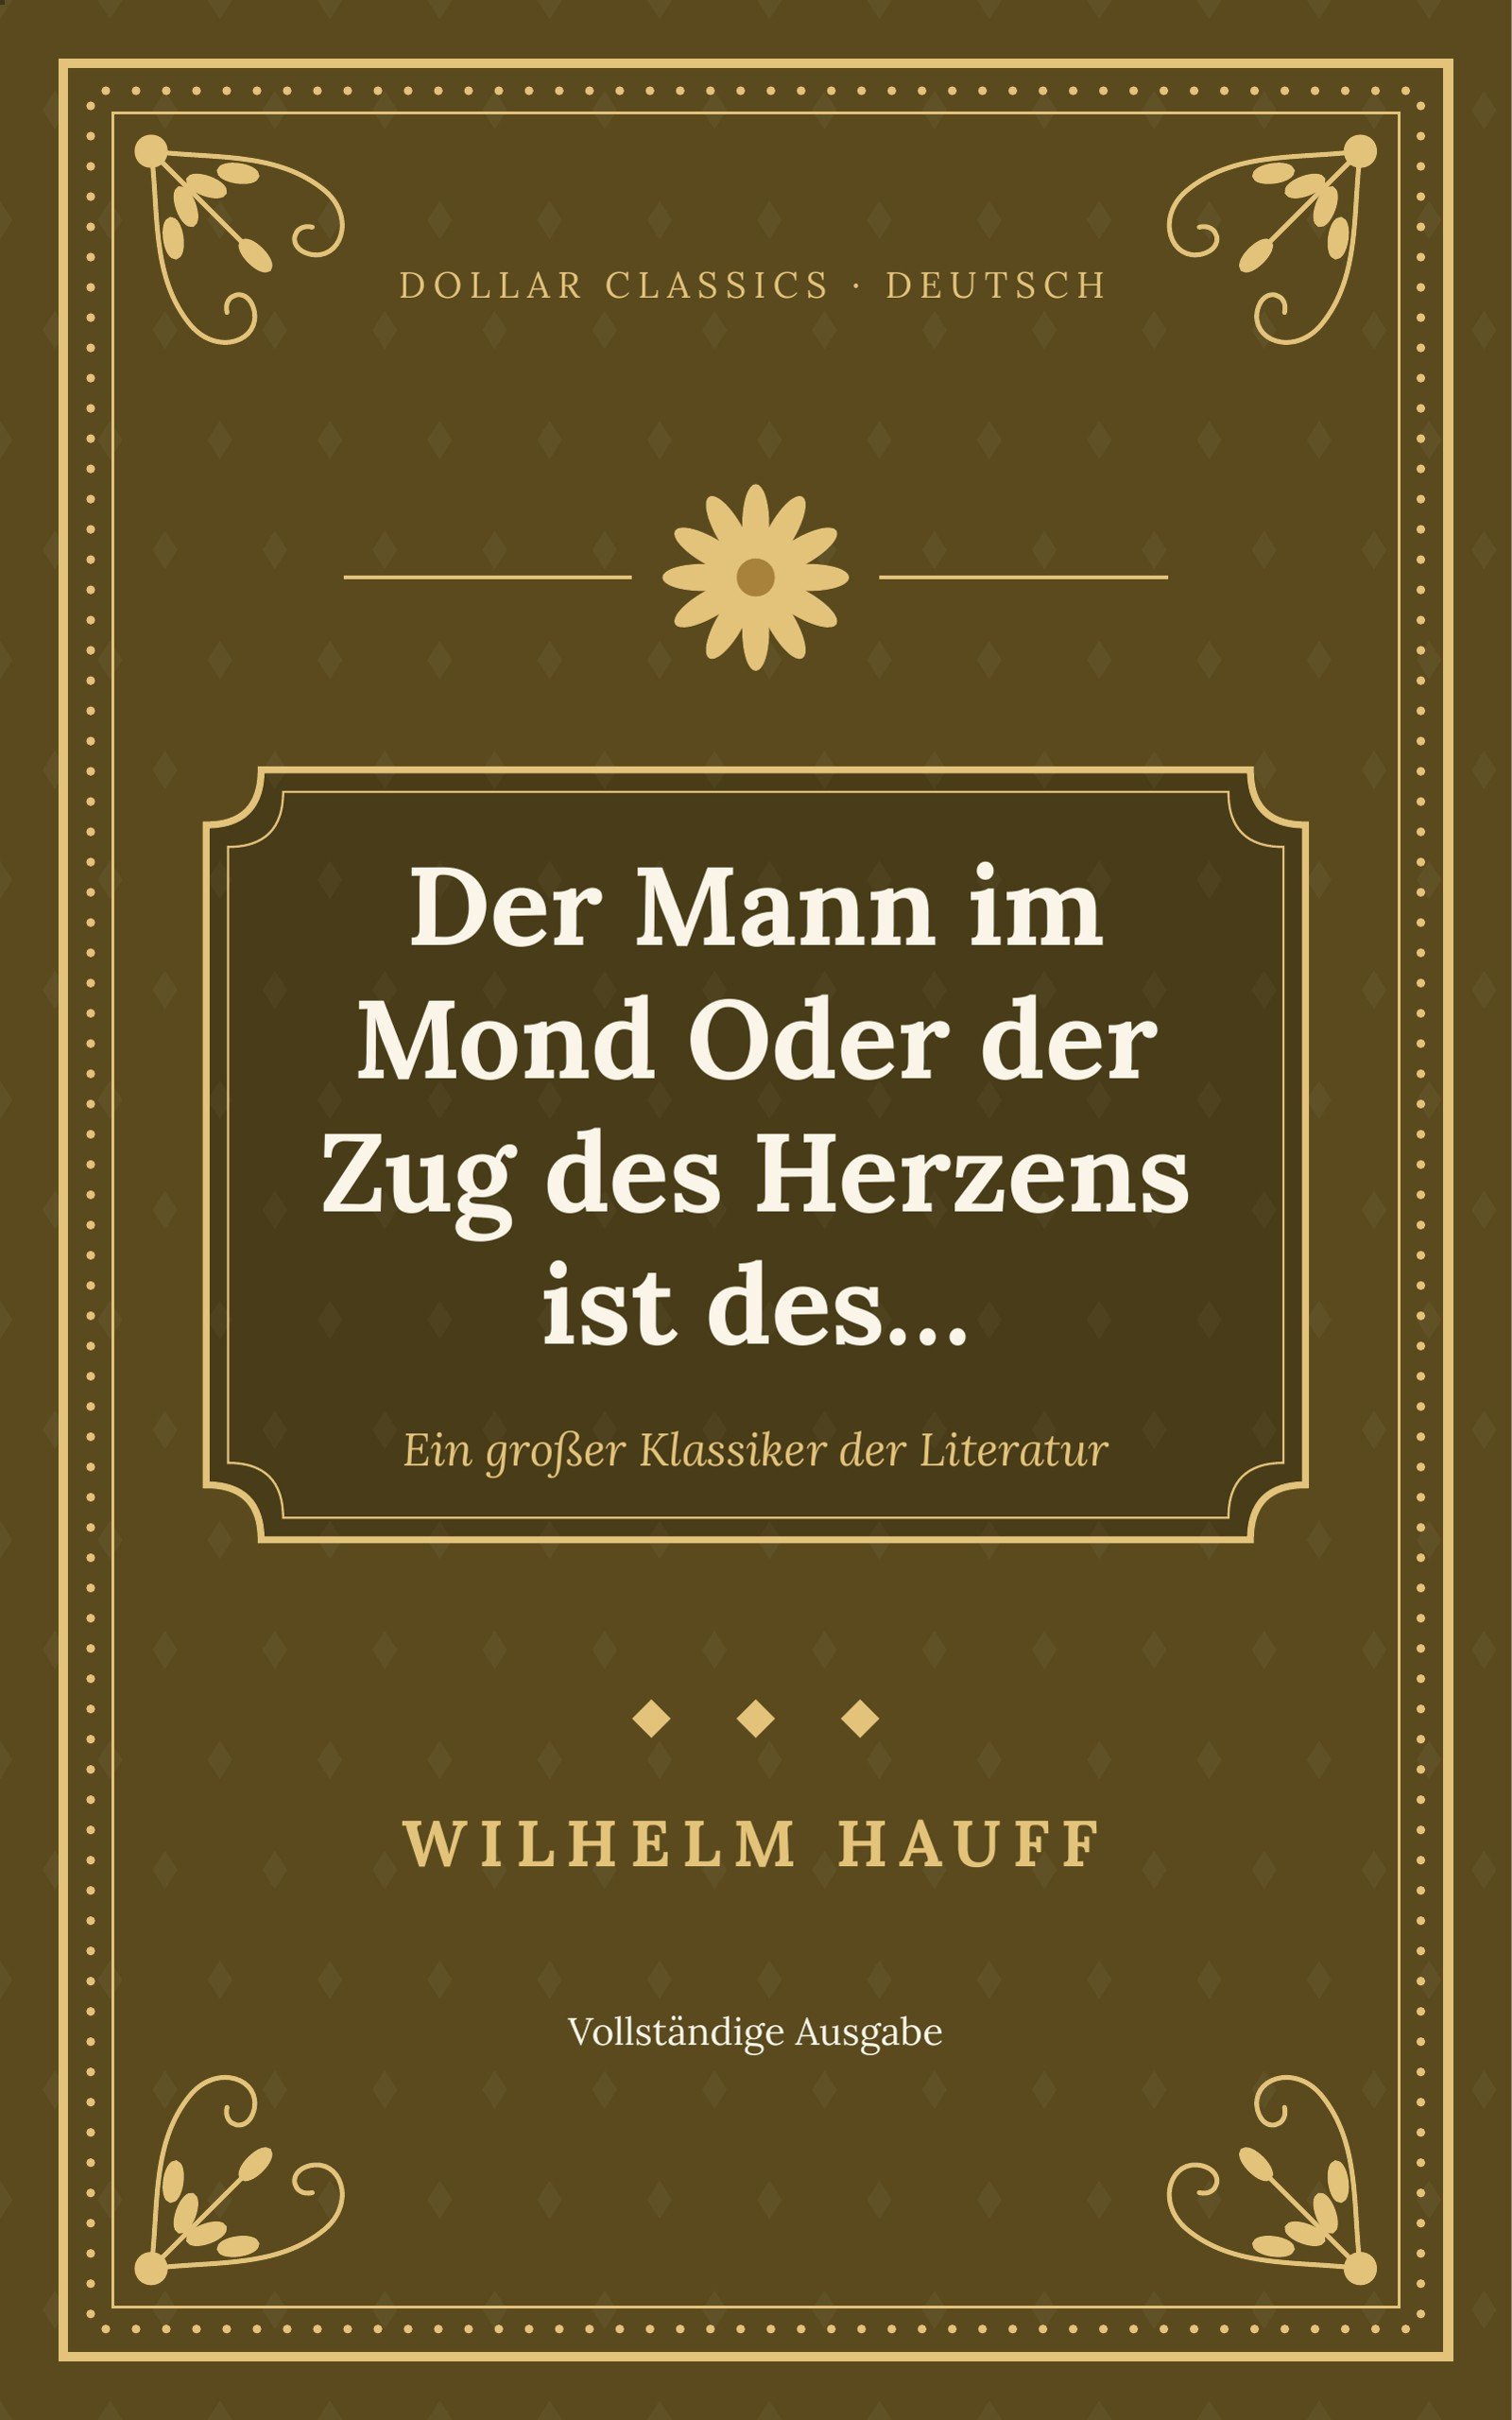 DOLLAR CLASSICS · DEUTSCH
Der Mann im
Mond Oder der
Zug des Herzens
ist des...
Ein großer Klassiker der Literatur
WILHELM HAUFF
Vollständige Ausgabe